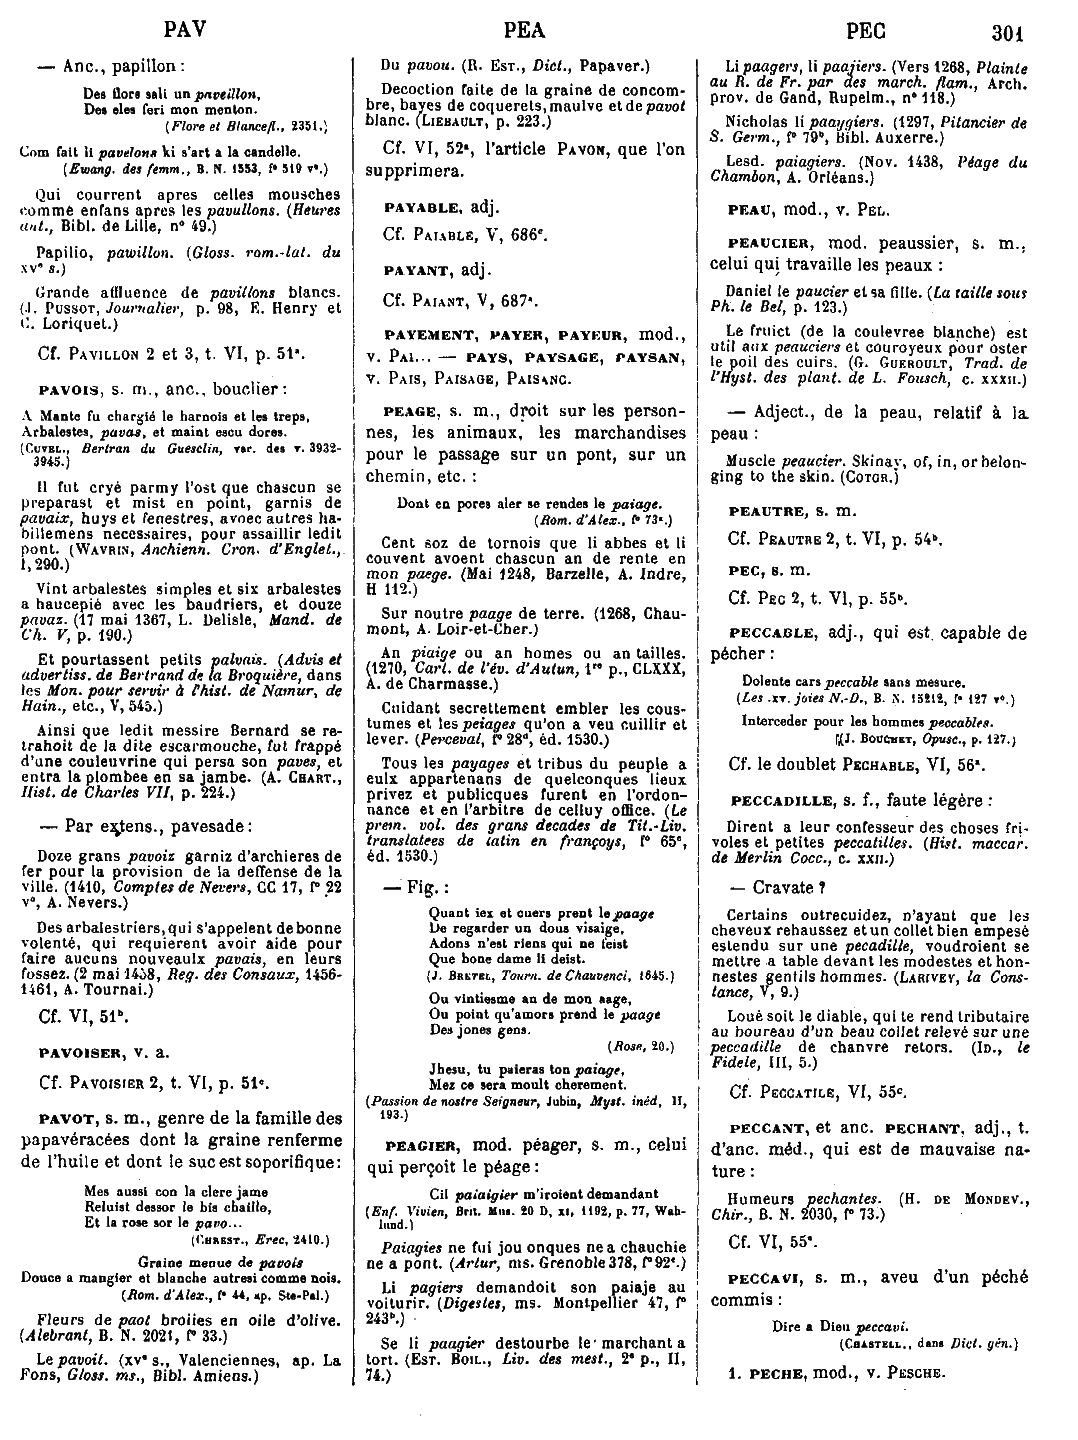 PAV
PEA
PEC
301
— Anc., papillon :
Des flors sali un paveillon,
Des eles feri mon menton.
(Flore et Blancefl., 2351.)
Com fait li pavelons ki s'art a la candelle.
(Ewang. des femm., B. N. 1553, f° 519 v°.)
Qui courrent apres celles mousches
comme enfans apres les pavullons. (Heures
ant., Bibl. de Lille, n° 49.)
Papilio, pawillon. (Gloss. rom.-lat. du
xv° s.)
Grande affluence de pavillons blancs.
(J. Pussot, Journalier, p. 98, E. Henry et
C. Loriquet.)
Cf. Pavillon 2 et 3, t. VI, p. 51ª.
PAVOIS, s. m., anc., bouclier :
A Mante fu chargié le harnois et les treps,
Arbalestes, pavas, et maint escu dores.
(Cuvel., Bertran du Guesclin, var. des v. 3932-
3945.)
Il fut cryé parmy l'ost que chascun se
preparast et mist en point, garnis de
pavaix, huys et fenestres, avoec autres ha-
billemens necessaires, pour assaillir ledit
pont. (Wavrin, Anchienn. Cron. d'Englet.,
I, 290.)
Vint arbalestes simples et six arbalestes
a haucepié avec les baudriers, et douze
pavaz. (17 mai 1367, L. Delisle, Mand. de
Ch. V, p. 190.)
Et pourtassent petits palvais. (Advis et
advertiss. de Bertrand de la Broquière, dans
les Mon. pour servir à l'hist. de Namur, de
Hain., etc., V, 545.)
Ainsi que ledit messire Bernard se re-
trahoit de la dite escarmouche, fut frappé
d'une couleuvrine qui persa son paves, et
entra la plombee en sa jambe. (A. Chart.,
Hist. de Charles VII, p. 224.)
— Par extens., pavesade :
Doze grans pavoiz garniz d'archieres de
fer pour la provision de la deffense de la
ville. (1410, Comptes de Nevers, CC 17, f° 22
v°, A. Nevers.)
Des arbalestriers, qui s'appelent de bonne
volenté, qui requierent avoir aide pour
faire aucuns nouveaulx pavais, en leurs
fossez. (2 mai 1458, Reg. des Consaux, 1456-
1461, A. Tournai.)
Cf. VI, 51ᵇ.
PAVOISER, v. a.
Cf. Pavoisier 2, t. VI, p. 51ᶜ.
PAVOT, s. m., genre de la famille des
papavéracées dont la graine renferme
de l'huile et dont le suc est soporifique :
Mes aussi con la clere jame
Reluist dessor le bis chaille,
Et la rose sor le pavo...
(Chrest., Erec, 2410.)
Graine menue de pavois
Douce a mangier et blanche autresi comme nois.
(Rom. d'Alex., f° 44, ap. Ste-Pal.)
Fleurs de paot broiies en oile d'olive.
(Alebrant, B. N. 2021, f° 33.)
Le pavoit. (xv° s., Valenciennes, ap. La
Fons, Gloss. ms., Bibl. Amiens.)
Du pavou. (R. Est., Dict., Papaver.)
Decoction faite de la graine de concom-
bre, bayes de coquerets, maulve et de pavot
blanc. (Liebault, p. 223.)
Cf. VI, 52ª, l'article Pavon, que l'on
supprimera.
PAYABLE, adj.
Cf. Paiable, V, 686ᶜ.
PAYANT, adj.
Cf. Paiant, V, 687ª.
PAYEMENT, PAYER, PAYEUR, mod.,
v. Pai... — PAYS, PAYSAGE, PAYSAN,
v. Pais, Paisage, Paisanc.
PEAGE, s. m., droit sur les person-
nes, les animaux, les marchandises
pour le passage sur un pont, sur un
chemin, etc. :
Dont en pores aler se rendes le paiage.
(Rom. d'Alex., f° 73ª.)
Cent soz de tornois que li abbes et li
couvent avoent chascun an de rente en
mon paege. (Mai 1248, Barzelle, A. Indre,
H 112.)
Sur noutre paage de terre. (1268, Chau-
mont, A. Loir-et-Cher.)
An piaige ou an homes ou an tailles.
(1270, Carl. de l'év. d'Autun, 1ʳᵉ p., CLXXX,
A. de Charmasse.)
Cuidant secrettement embler les cous-
tumes et les peiages qu'on a veu cuillir et
lever. (Perceval, f° 28ᵈ, éd. 1530.)
Tous les payages et tribus du peuple a
eulx appartenans de quelconques lieux
privez et publicques furent en l'ordon-
nance et en l'arbitre de celluy office. (Le
prem. vol. des grans decades de Tit.-Liv.
translatees de latin en françoys, f° 65ᵈ,
éd. 1530.)
— Fig. :
Quant iex et cuers prent le paage
De regarder un dous visaige,
Adons n'est riens qui ne feist
Que bone dame li deist.
(J. Bretel, Tourn. de Chauvenci, 1645.)
Ou vintiesme an de mon aage,
Ou point qu'amors prend le paage
Des jones gens.
(Rose, 20.)
Jhesu, tu paieras ton paiage,
Mez ce sera moult cherement.
(Passion de nostre Seigneur, Jubin, Myst. inéd, II,
193.)
PEAGIER, mod. péager, s. m., celui
qui perçoit le péage :
Cil paiaigier m'iroient demandant
(Enf. Vivien, Brit. Mus. 20 D, xi, 1192, p. 77, Wah-
lund.)
Paiagies ne fui jou onques ne a chauchie
ne a pont. (Artur, ms. Grenoble 378, f° 92ᶜ.)
Li pagiers demandoit son paiaje au
voiturir. (Digestes, ms. Montpellier 47, f°
243ᵇ.)
Se li paagier destourbe le marchant a
tort. (Est. Boil., Liv. des mest., 2ᵉ p., II,
74.)
Li paagers, li paajiers. (Vers 1268, Plainte
au R. de Fr. par des march. flam., Arch.
prov. de Gand, Rupelm., n° 118.)
Nicholas li paaygiers. (1297, Pitancier de
S. Germ., f° 79ᵇ, Bibl. Auxerre.)
Lesd. paiagiers. (Nov. 1438, Péage du
Chambon, A. Orléans.)
PEAU, mod., v. Pel.
PEAUCIER, mod. peaussier, s. m.,
celui qui travaille les peaux :
Daniel le paucier et sa fille. (La taille sous
Ph. le Bel, p. 123.)
Le fruict (de la coulevree blanche) est
util aux peauciers et couroyeux pour oster
le poil des cuirs. (G. Gueroult, Trad. de
l'Hyst. des plant. de L. Fousch, c. xxxii.)
— Adject., de la peau, relatif à la
peau :
Muscle peaucier. Skinay, of, in, or belon-
ging to the skin. (Cotgr.)
PEAUTRE, s. m.
Cf. Peautre 2, t. VI, p. 54ᵇ.
PEC, s. m.
Cf. Pec 2, t. VI, p. 55ᵇ.
PECCABLE, adj., qui est capable de
pécher :
Dolente cars peccable sans mesure.
(Les .xv. joies N.-D., B. N. 15212, f° 127 v°.)
Interceder pour les hommes peccables.
(J. Bouchet, Opusc., p. 127.)
Cf. le doublet Pechable, VI, 56ª.
PECCADILLE, s. f., faute légère :
Dirent a leur confesseur des choses fri-
voles et petites peccatilles. (Hist. maccar.
de Merlin Cocc., c. xxii.)
— Cravate ?
Certains outrecuidez, n'ayant que les
cheveux rehaussez et un collet bien empesé
estendu sur une pecadille, voudroient se
mettre a table devant les modestes et hon-
nestes gentils hommes. (Larivey, la Cons-
tance, V, 9.)
Loué soit le diable, qui te rend tributaire
au boureau d'un beau collet relevé sur une
peccadille de chanvre retors. (Id., le
Fidele, III, 5.)
Cf. Peccatile, VI, 55ᶜ.
PECCANT, et anc. PECHANT, adj., t.
d'anc. méd., qui est de mauvaise na-
ture :
Humeurs pechantes. (H. de Mondev.,
Chir., B. N. 2030, f° 73.)
Cf. VI, 55ª.
PECCAVI, s. m., aveu d'un péché
commis :
Dire a Dieu peccavi.
(Chastell., dans Dict. gén.)
1. PECHE, mod., v. Pesche.